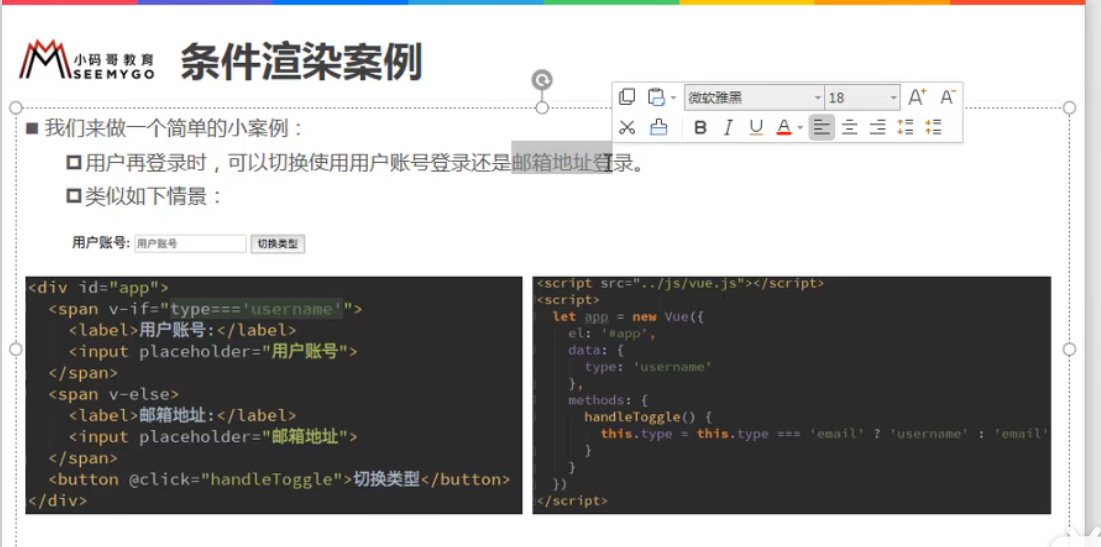 小码哥教育
SEEMYGO
条件渲染案例
微软雅黑 18 A+ A-
B I U A
我们来做一个简单的小案例：
用户再登录时，可以切换使用用户账号登录还是邮箱地址登录。
类似如下情景：
用户账号: 用户账号 切换类型
<div id="app">
<span v-if="type==='username'">
<label>用户账号:</label>
<input placeholder="用户账号">
</span>
<span v-else>
<label>邮箱地址:</label>
<input placeholder="邮箱地址">
</span>
<button @click="handleToggle">切换类型</button>
</div>
<script src="../js/vue.js"></script>
<script>
let app = new Vue({
el: '#app',
data: {
type: 'username'
},
methods: {
handleToggle() {
this.type = this.type === 'email' ? 'username' : 'email'
}
}
})
</script>